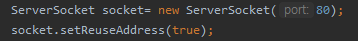 ServerSocket socket= new ServerSocket( port 80);
socket.setReuseAddress(true);